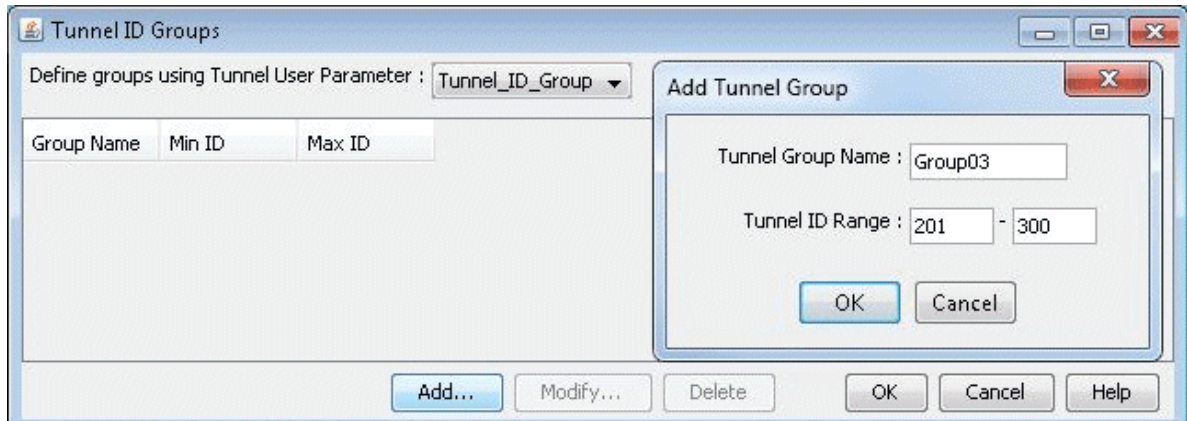 Tunnel ID Groups
Define groups using Tunnel User Parameter : Tunnel_ID_Group
Group Name Min ID Max ID
Add Tunnel Group
Tunnel Group Name : Group03
Tunnel ID Range : 201 - 300
OK Cancel
Add... Modify... Delete OK Cancel Help